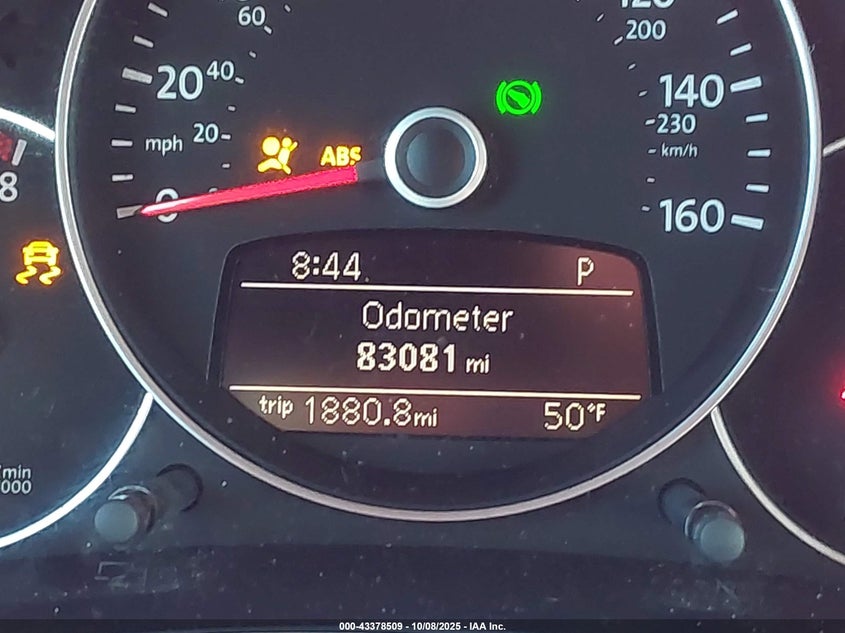 60
120
200
20 40
140
mph 20
230
km/h
ABS
8
0
160
8:44 P
Odometer
83081 mi
trip 1880.8mi 50°F
/min
000
000-43378509 - 10/08/2025 - IAA Inc.